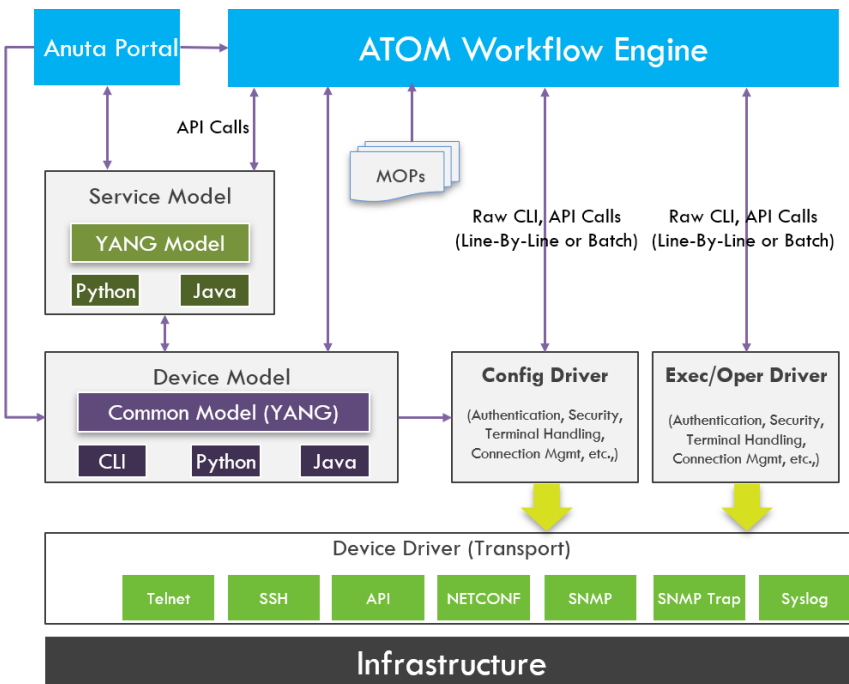 Anuta Portal
ATOM Workflow Engine
API Calls
MOPs
Service Model
YANG Model
Python
Java
Raw CLI, API Calls
(Line-By-Line or Batch)
Raw CLI, API Calls
(Line-By-Line or Batch)
Device Model
Common Model (YANG)
CLI
Python
Java
Config Driver
(Authentication, Security,
Terminal Handling,
Connection Mgmt, etc.,)
Exec/Oper Driver
(Authentication, Security,
Terminal Handling,
Connection Mgmt, etc.,)
Device Driver (Transport)
Telnet
SSH
API
NETCONF
SNMP
SNMP Trap
Syslog
Infrastructure